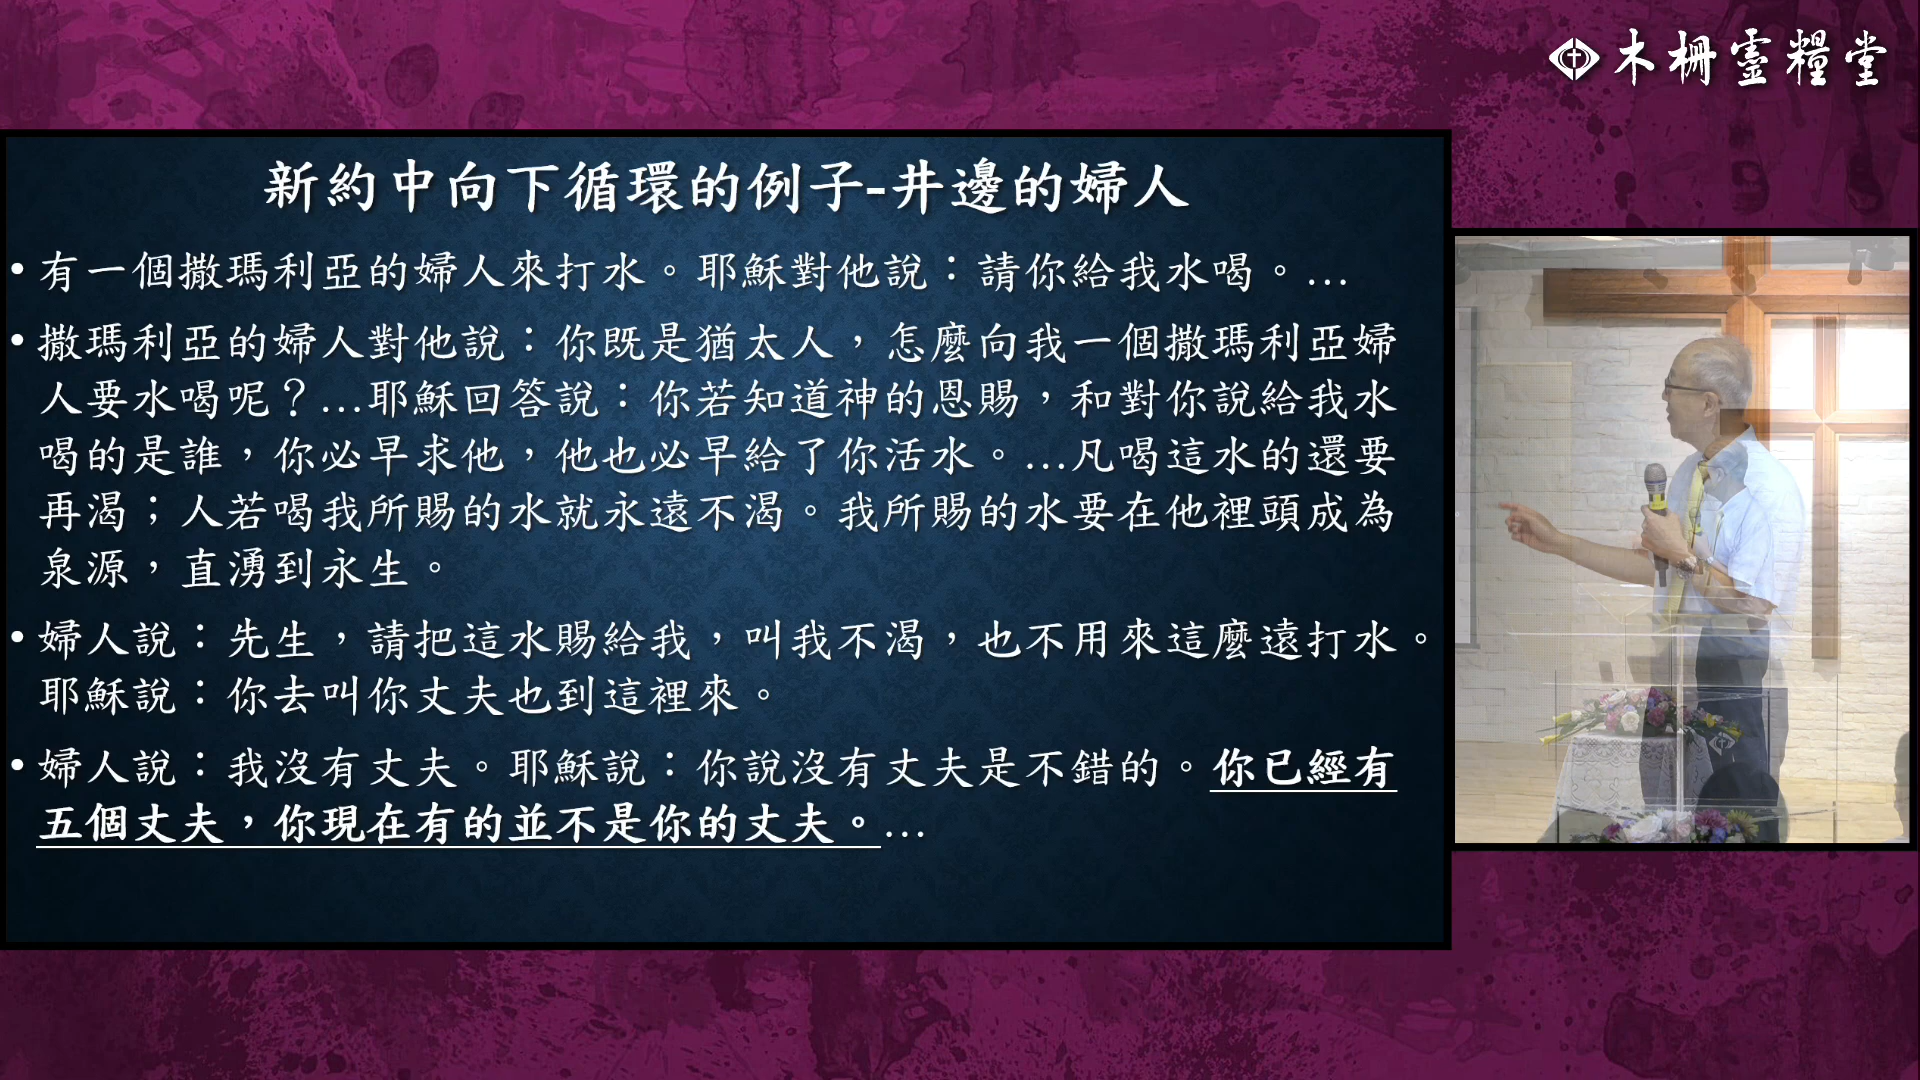 木柵靈糧堂
新約中向下循環的例子-井邊的婦人
• 有一個撒瑪利亞的婦人來打水。耶穌對他說：請你給我水喝。…
• 撒瑪利亞的婦人對他說：你既是猶太人，怎麼向我一個撒瑪利亞婦
人要水喝呢？…耶穌回答說：你若知道神的恩賜，和對你說給我水
喝的是誰，你必早求他，他也必早給了你活水。…凡喝這水的還要
再渴；人若喝我所賜的水就永遠不渴。我所賜的水要在他裡頭成為
泉源，直湧到永生。
• 婦人說：先生，請把這水賜給我，叫我不渴，也不用來這麼遠打水。
耶穌說：你去叫你丈夫也到這裡來。
• 婦人說：我沒有丈夫。耶穌說：你說沒有丈夫是不錯的。你已經有
五個丈夫，你現在有的並不是你的丈夫。…